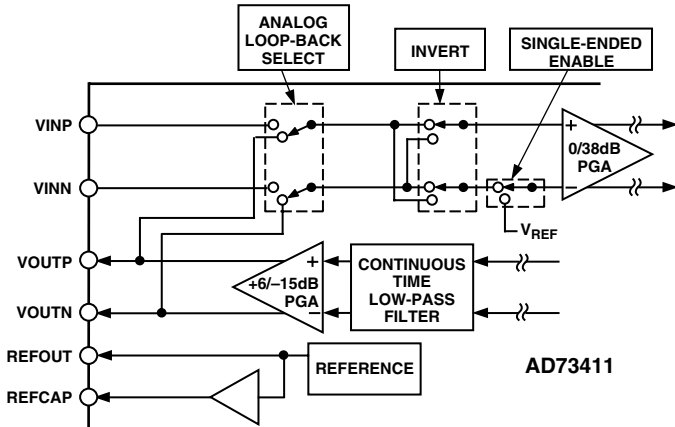 ANALOG
LOOP-BACK
SELECT
INVERT
SINGLE-ENDED
ENABLE
VINP
+
0/38dB
PGA
VINN
−
VREF
VOUTP
+
+6/–15dB
PGA
−
CONTINUOUS
TIME
LOW-PASS
FILTER
VOUTN
REFOUT
REFERENCE
AD73411
REFCAP